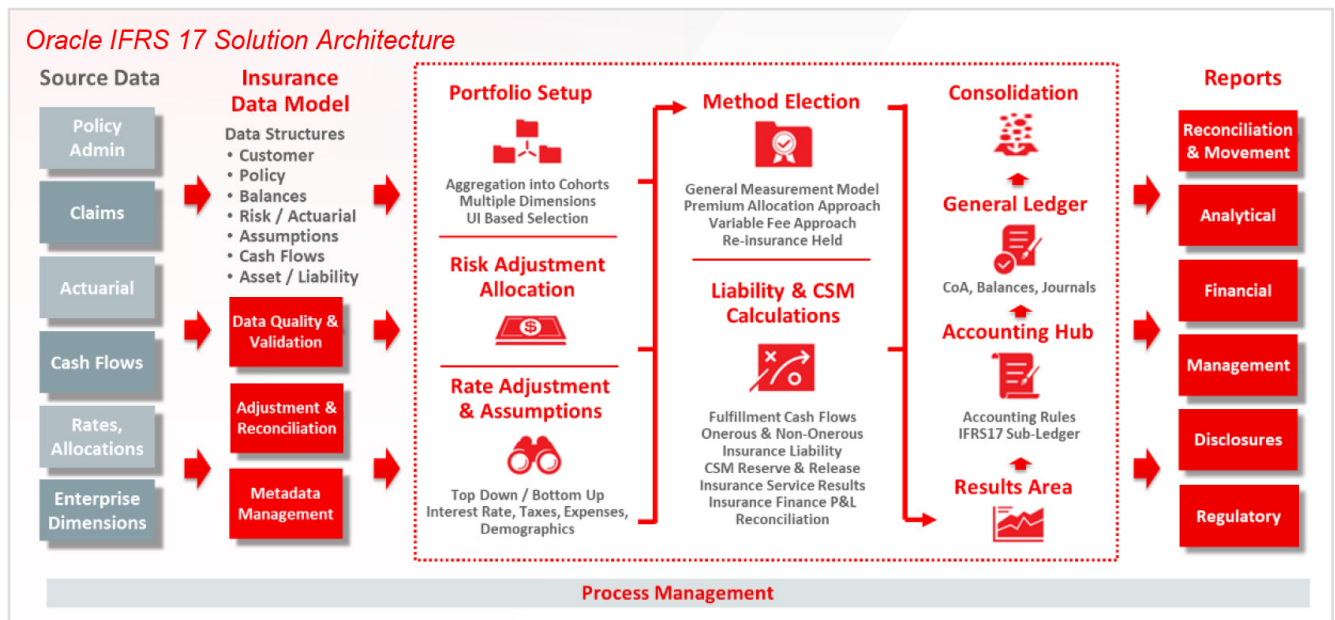 Oracle IFRS 17 Solution Architecture
Source Data
Policy
Admin
Claims
Actuarial
Cash Flows
Rates,
Allocations
Enterprise
Dimensions
Insurance
Data Model
Data Structures
• Customer
• Policy
• Balances
• Risk / Actuarial
• Assumptions
• Cash Flows
• Asset / Liability
Data Quality &
Validation
Adjustment &
Reconciliation
Metadata
Management
Portfolio Setup
Aggregation into Cohorts
Multiple Dimensions
UI Based Selection
Risk Adjustment
Allocation
$
Rate Adjustment
& Assumptions
Top Down / Bottom Up
Interest Rate, Taxes, Expenses,
Demographics
Method Election
General Measurement Model
Premium Allocation Approach
Variable Fee Approach
Re-Insurance Held
Liability & CSM
Calculations
Fulfillment Cash Flows
Onerous & Non-Onerous
Insurance Liability
CSM Reserve & Release
Insurance Service Results
Insurance Finance P&L
Reconciliation
Consolidation
General Ledger
CoA, Balances, Journals
Accounting Hub
Accounting Rules
IFRS17 Sub-Ledger
Results Area
Reports
Reconciliation
& Movement
Analytical
Financial
Management
Disclosures
Regulatory
Process Management